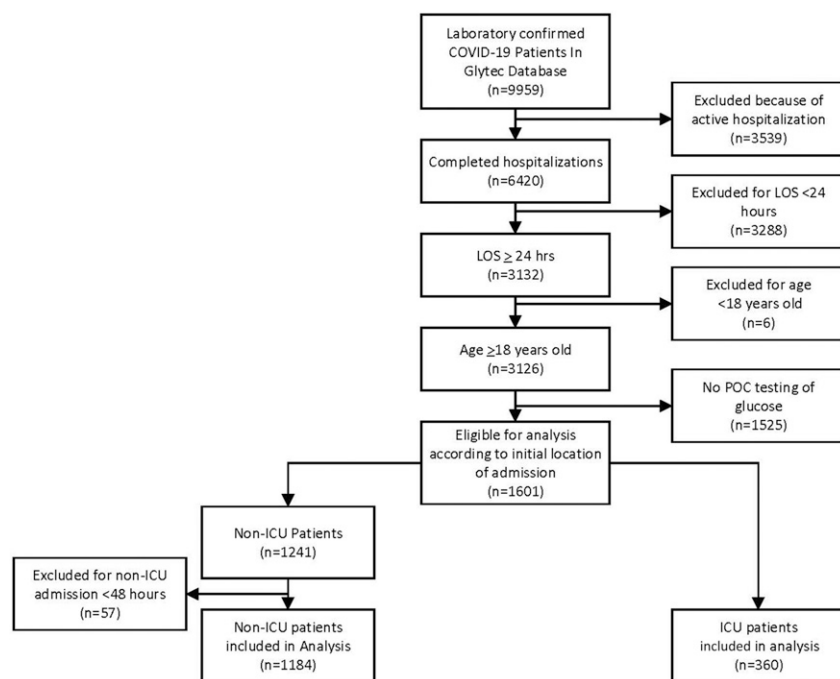 Laboratory confirmed
COVID-19 Patients In
Glytec Database
(n=9959)
Excluded because of
active hospitalization
(n=3539)
Completed hospitalizations
(n=6420)
Excluded for LOS <24
hours
(n=3288)
LOS ≥ 24 hrs
(n=3132)
Excluded for age
<18 years old
(n=6)
Age ≥18 years old
(n=3126)
No POC testing of
glucose
(n=1525)
Eligible for analysis
according to initial location
of admission
(n=1601)
Non-ICU Patients
(n=1241)
Excluded for non-ICU
admission <48 hours
(n=57)
Non-ICU patients
included in Analysis
(n=1184)
ICU patients
included in analysis
(n=360)